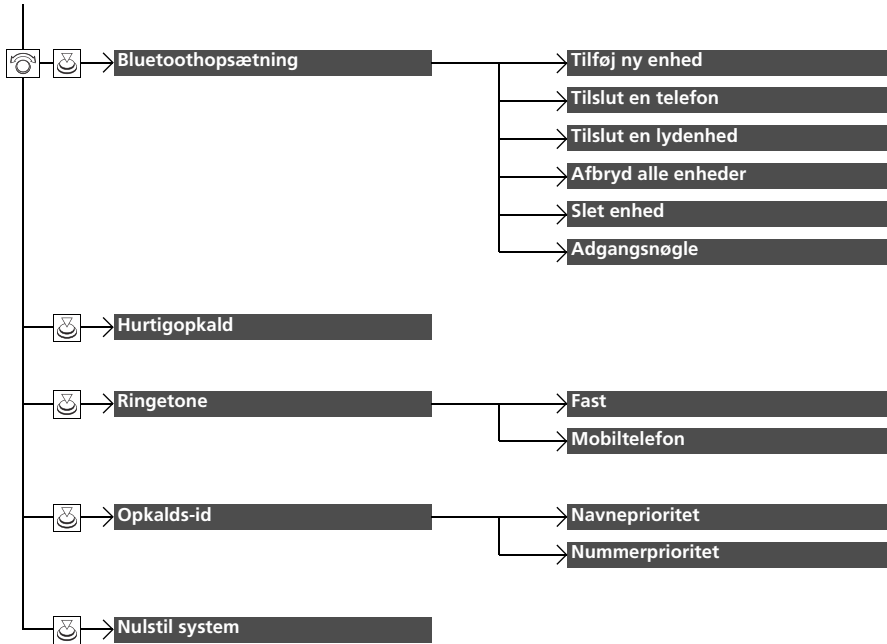 Bluetoothopsætning
Tilføj ny enhed
Tilslut en telefon
Tilslut en lydenhed
Afbryd alle enheder
Slet enhed
Adgangsnøgle
Hurtigopkald
Ringetone
Fast
Mobiltelefon
Opkalds-id
Navneprioritet
Nummerprioritet
Nulstil system